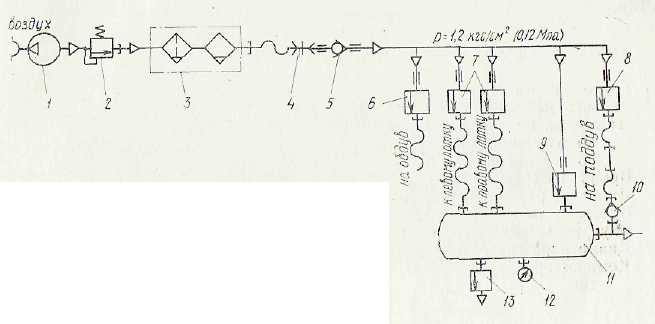 воздух
р=1,2 кгс/см² (0,12 Мпа)
1
2
3
4
5
6
7
8
9
10
11
12
13
на обдув
к левому лотку
к правому лотку
на поддув